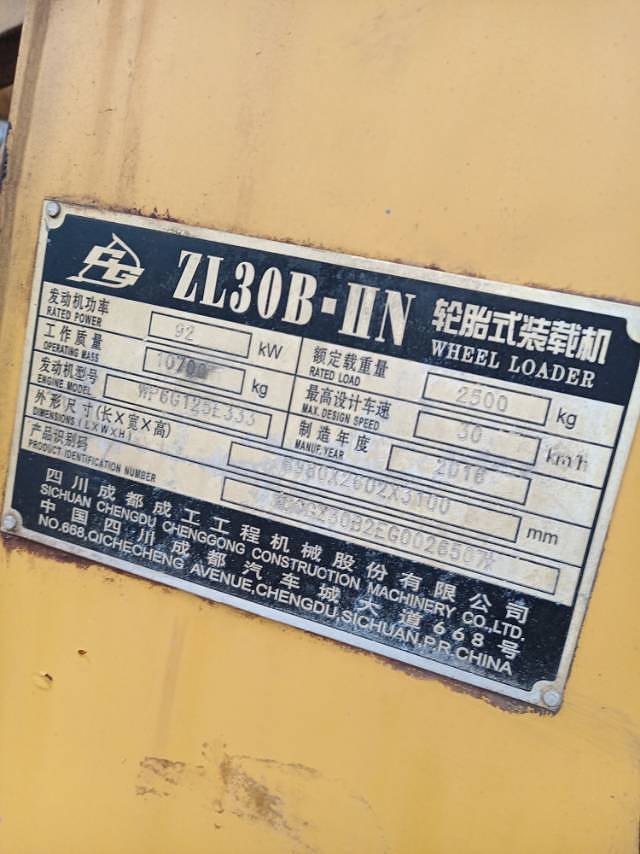 CG ZL30B-IIN 轮胎式装载机
WHEEL LOADER
发动机功率 92 kW
RATED POWER
工作质量 10700 kg
OPERATING MASS
发动机型号 WP6G125E333
ENGINE MODEL
额定载重量 2500 kg
RATED LOAD
最高设计车速 30 km/h
MAX. DESIGN SPEED
制造年度 2016
MANUF. YEAR
外形尺寸(长X宽X高) 6980X2602X3100 mm
DIMENSIONS (LXWXH)
产品识别码
PRODUCT IDENTIFICATION NUMBER
四川成都成工工程机械股份有限公司
SICHUAN CHENGDU CHENGGONG CONSTRUCTION MACHINERY CO.,LTD.
中国四川成都汽车城大道668号
NO.668,QICHECHENG AVENUE,CHENGDU,SICHUAN,P.R.CHINA